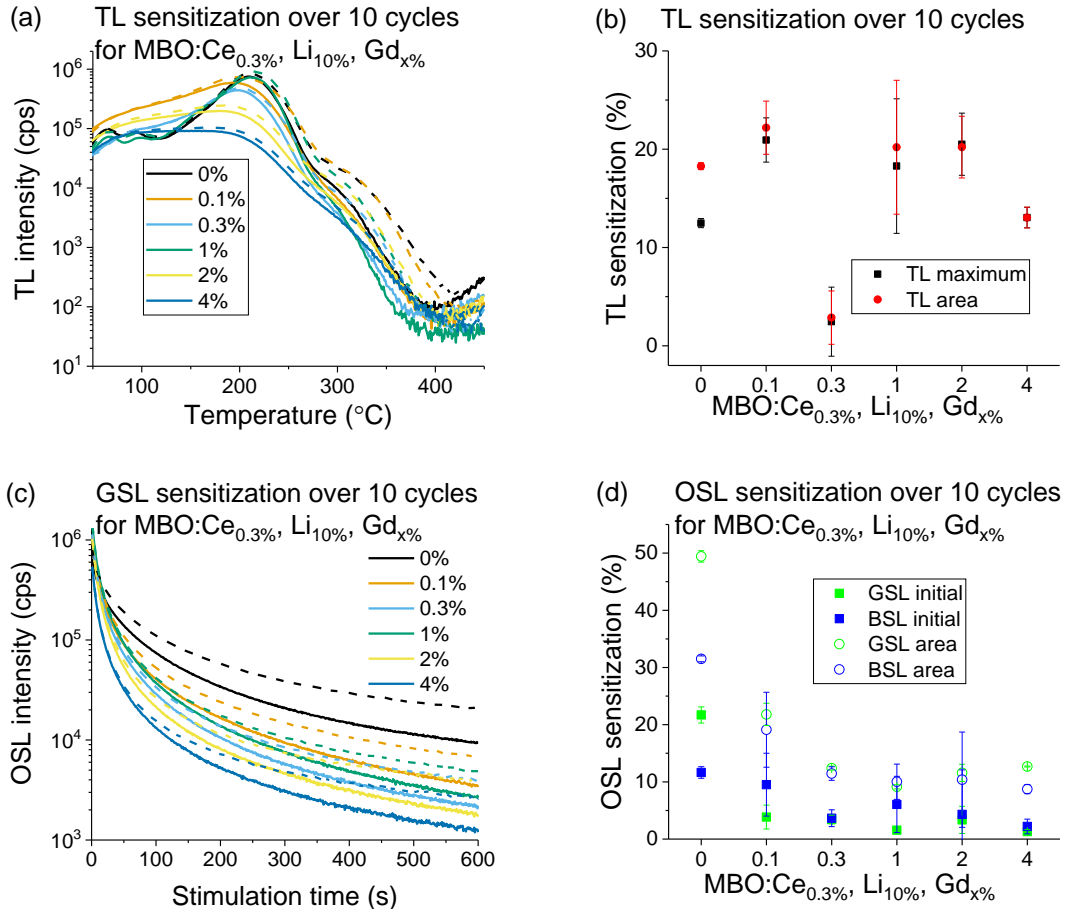 (a) TL sensitization over 10 cycles
for MBO:Ce0.3%, Li10%, Gdx%
TL intensity (cps)
10^6
10^5
10^4
10^3
10^2
10^1
0%
0.1%
0.3%
1%
2%
4%
100 200 300 400
Temperature (°C)
(b) TL sensitization over 10 cycles
TL sensitization (%)
30
20
10
0
TL maximum
TL area
0 0.1 0.3 1 2 4
MBO:Ce0.3%, Li10%, Gdx%
(c) GSL sensitization over 10 cycles
for MBO:Ce0.3%, Li10%, Gdx%
OSL intensity (cps)
10^6
10^5
10^4
10^3
0%
0.1%
0.3%
1%
2%
4%
0 100 200 300 400 500 600
Stimulation time (s)
(d) OSL sensitization over 10 cycles
for MBO:Ce0.3%, Li10%, Gdx%
OSL sensitization (%)
50
40
30
20
10
0
GSL initial
BSL initial
GSL area
BSL area
0 0.1 0.3 1 2 4
MBO:Ce0.3%, Li10%, Gdx%